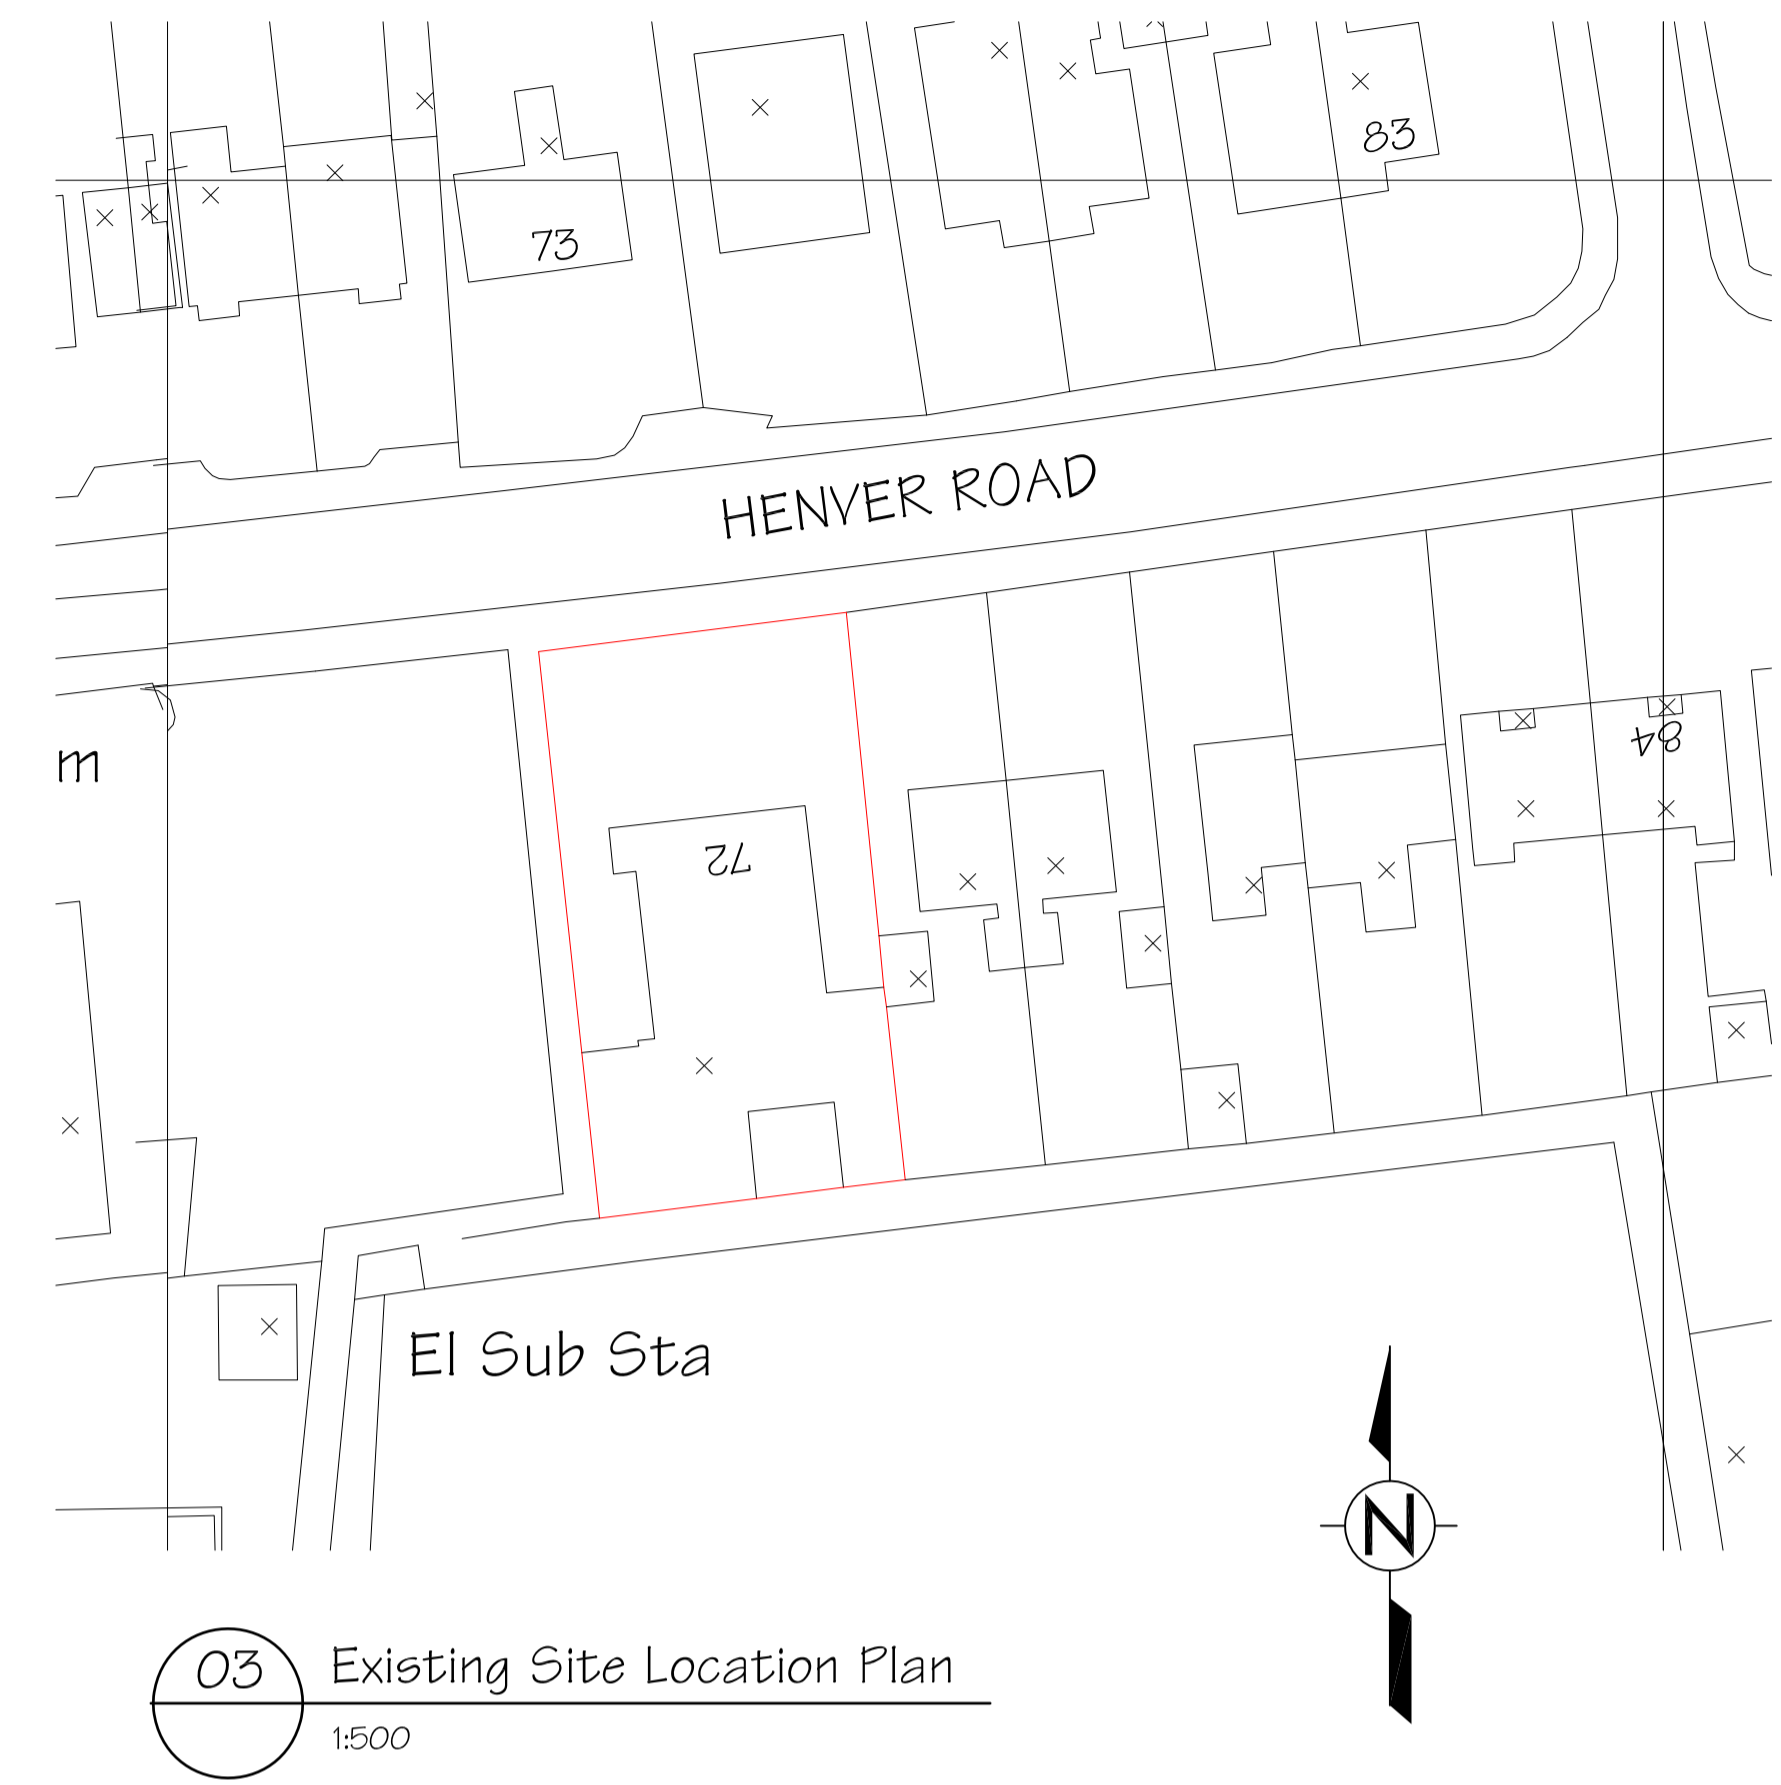 83
73
HENVER ROAD
84
m
72
El Sub Sta
N
03 Existing Site Location Plan
1:500